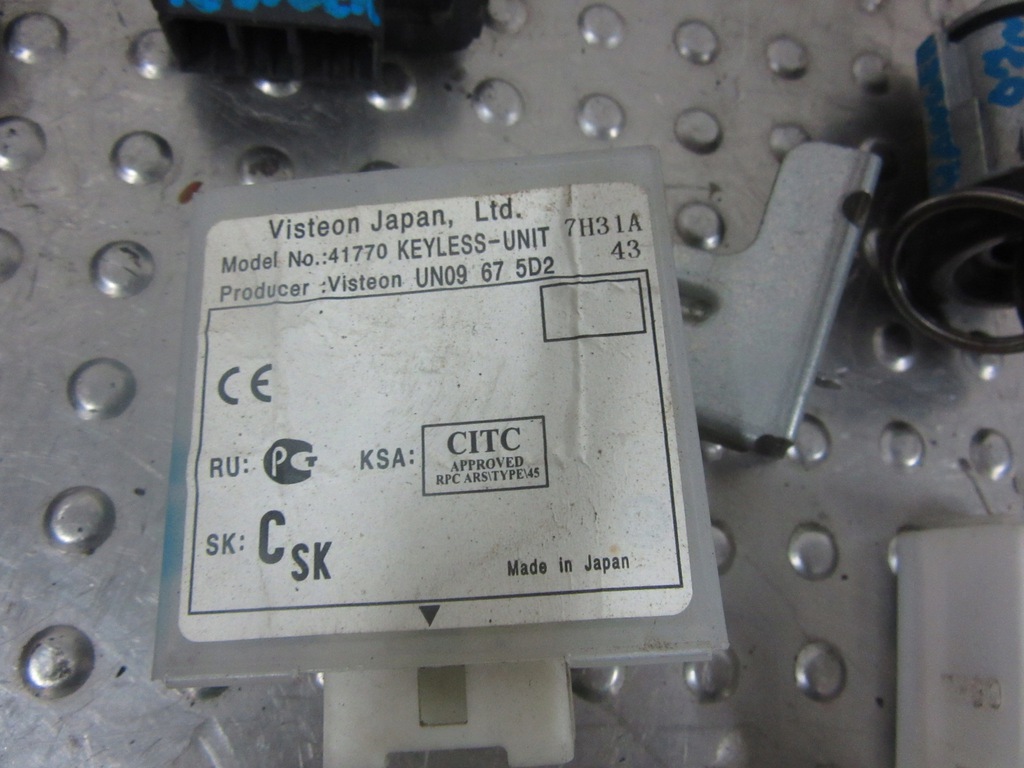 Visteon Japan, Ltd.
Model No.:41770 KEYLESS-UNIT 7H31A
Producer :Visteon UN09 67 5D2 43
CE
RU: PG
KSA: CITC
APPROVED
RPC ARS\TYPE\45
SK: CSK
Made in Japan